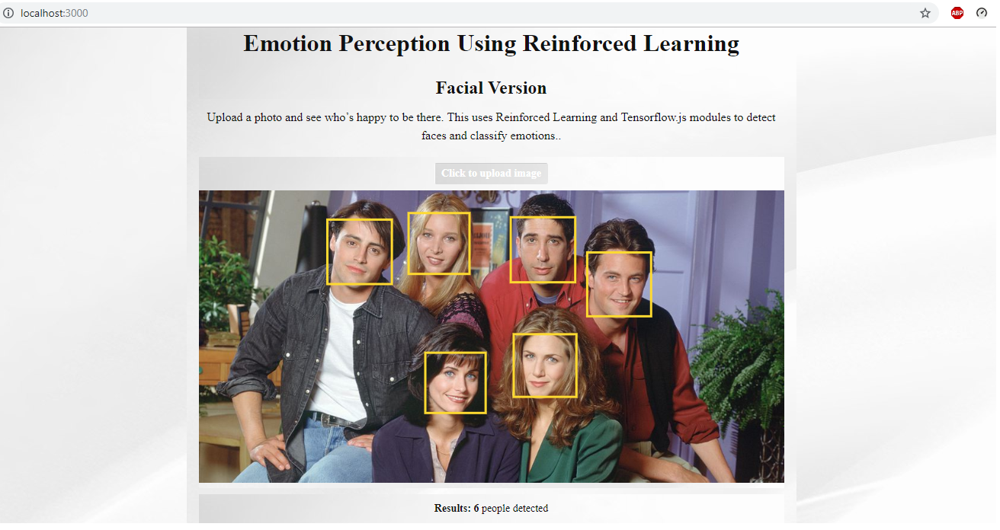 localhost:3000
ABP
Emotion Perception Using Reinforced Learning
Facial Version
Upload a photo and see who’s happy to be there. This uses Reinforced Learning and Tensorflow.js modules to detect
faces and classify emotions..
Click to upload image
Results: 6 people detected